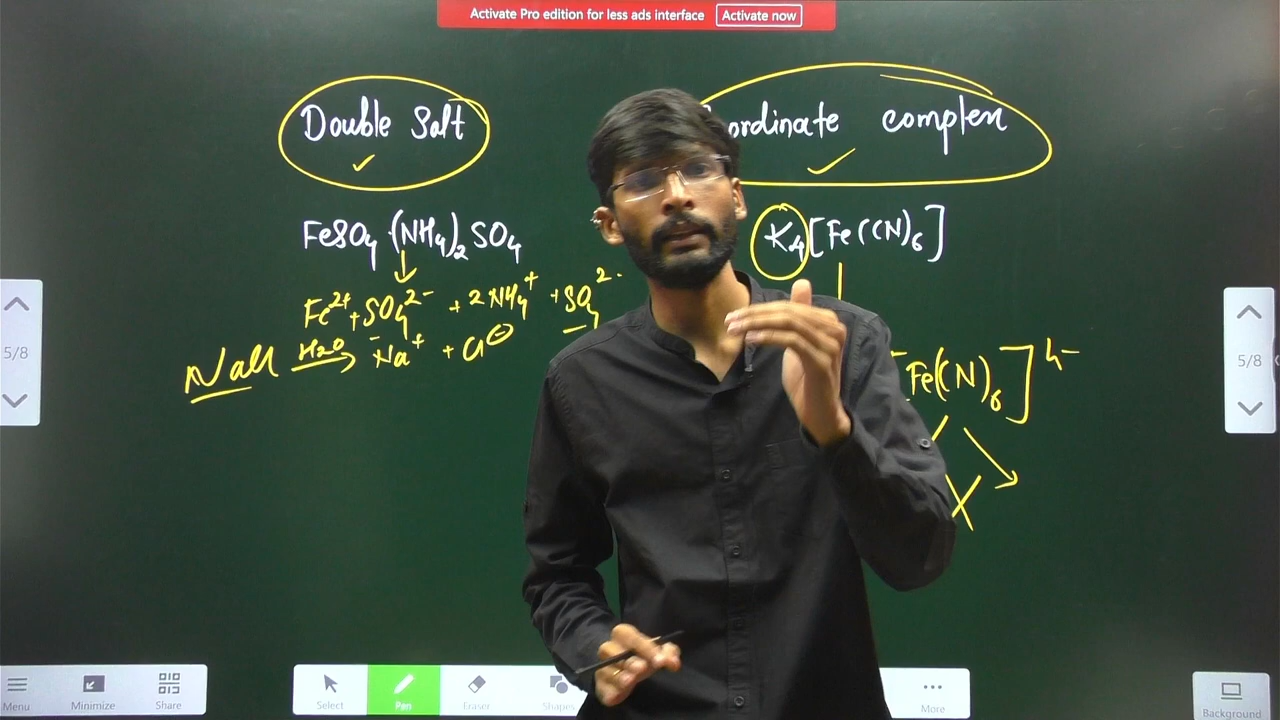 Activate Pro edition for less ads interface Activate now
Double Salt
ordinate complex
FeSO4·(NH4)2SO4
K4[Fe(CN)6]
Fe2+ + SO42- + 2NH4+ + SO42-
NaCl H2O → Na+ + Cl⊖
Fe(CN)6]4-
X
5/8
5/8
Menu
Minimize
Share
Select
Pen
Eraser
Shapes
More
Background